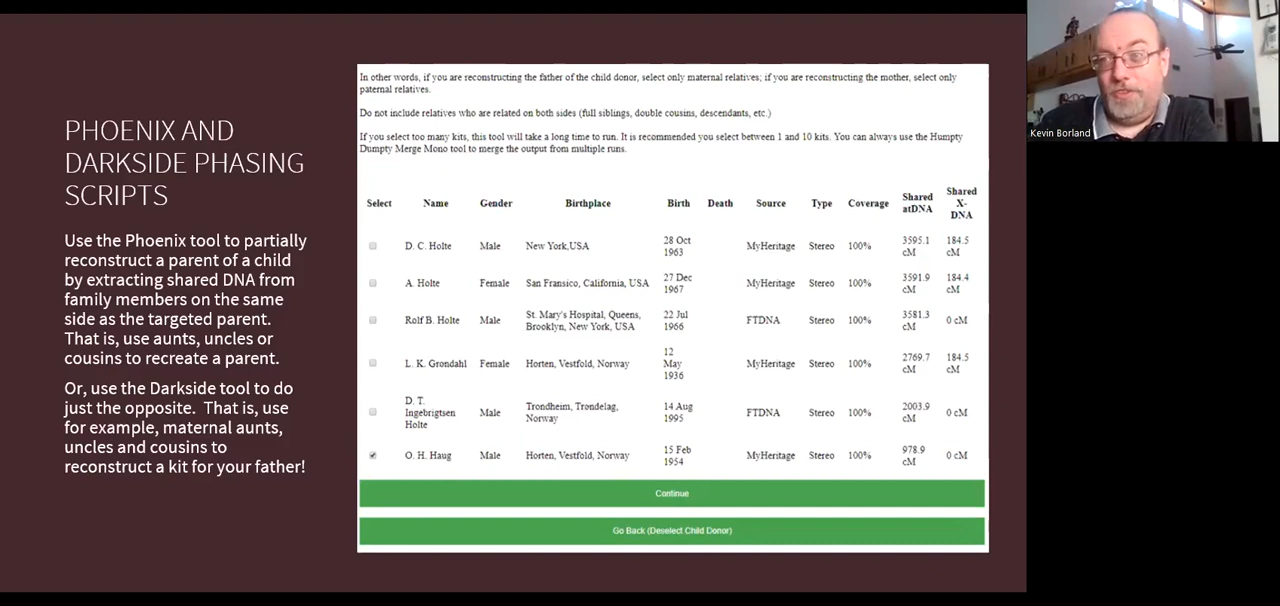 PHOENIX AND
DARKSIDE PHASING
SCRIPTS
Use the Phoenix tool to partially
reconstruct a parent of a child
by extracting shared DNA from
family members on the same
side as the targeted parent.
That is, use aunts, uncles or
cousins to recreate a parent.
Or, use the Darkside tool to do
just the opposite. That is, use
for example, maternal aunts,
uncles and cousins to
reconstruct a kit for your father!
In other words, if you are reconstructing the father of the child donor, select only maternal relatives; if you are reconstructing the mother, select only
paternal relatives.
Do not include relatives who are related on both sides (full siblings, double cousins, descendants, etc.)
If you select too many kits, this tool will take a long time to run. It is recommended you select between 1 and 10 kits. You can always use the Humpty
Dumpty Merge Mono tool to merge the output from multiple runs.
Select Name Gender Birthplace Birth Death Source Type Coverage Shared atDNA Shared X-DNA
D. C. Holte Male New York,USA 28 Oct 1963 MyHeritage Stereo 100% 3595.1 cM 184.5 cM
A. Holte Female San Fransico, California, USA 27 Dec 1967 MyHeritage Stereo 100% 3591.9 cM 184.4 cM
Rolf B. Holte Male St. Mary's Hospital, Queens, Brooklyn, New York, USA 22 Jul 1966 FTDNA Stereo 100% 3581.3 cM 0 cM
L. K. Grondahl Female Horten, Vestfold, Norway 12 May 1936 MyHeritage Stereo 100% 2769.7 cM 184.5 cM
D. T. Ingebrigtsen Holte Male Trondheim, Trondelag, Norway 14 Aug 1995 FTDNA Stereo 100% 2003.9 cM 0 cM
O. H. Haug Male Horten, Vestfold, Norway 15 Feb 1954 MyHeritage Stereo 100% 978.9 cM 0 cM
Continue
Go Back (Deselect Child Donor)
Kevin Borland